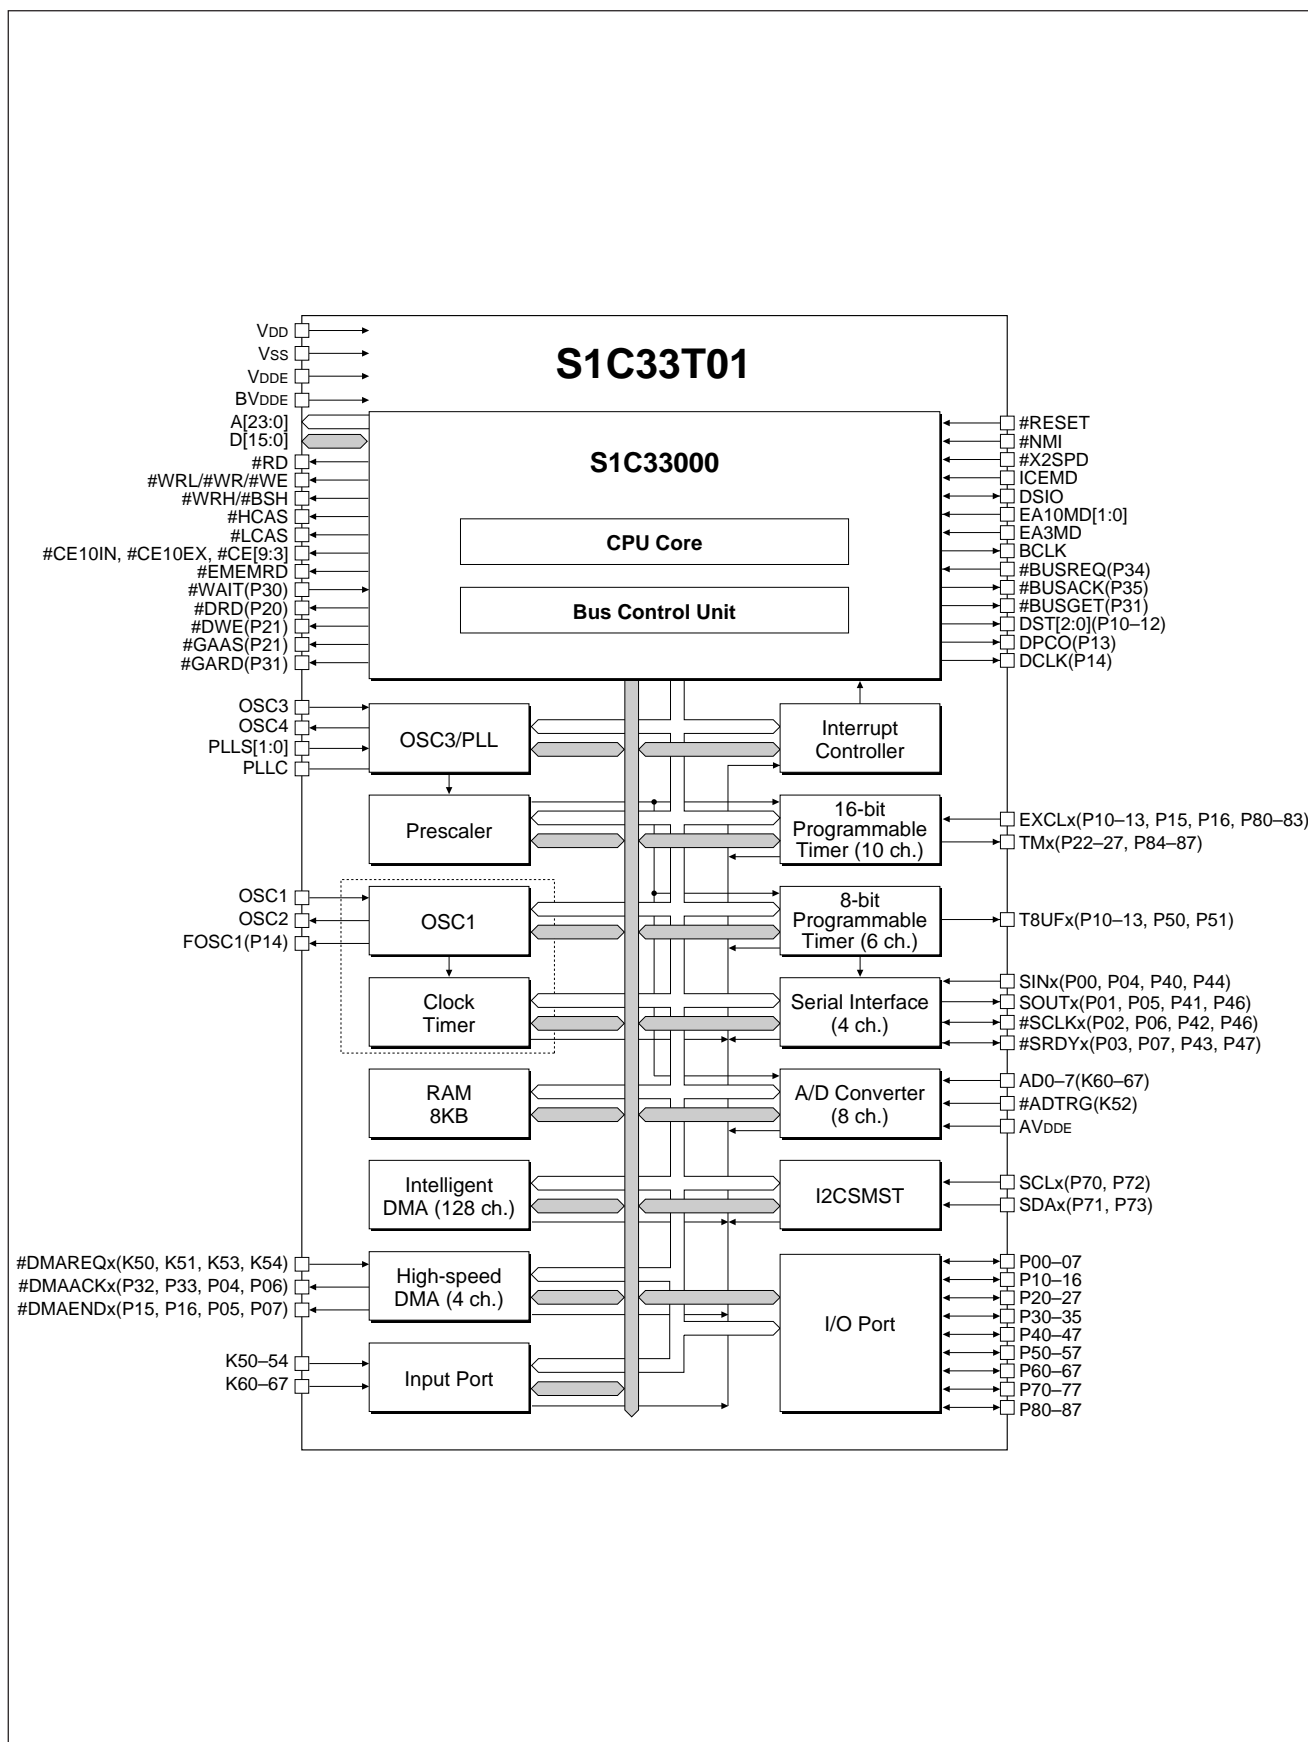 S1C33T01
VDD
VSS
VDDE
BVDDE
A[23:0]
D[15:0]
#RD
#WRL/#WR/#WE
#WRH/#BSH
#HCAS
#LCAS
#CE10IN, #CE10EX, #CE[9:3]
#EMEMRD
#WAIT(P30)
#DRD(P20)
#DWE(P21)
#GAAS(P21)
#GARD(P31)
S1C33000
CPU Core
Bus Control Unit
#RESET
#NMI
#X2SPD
ICEMD
DSIO
EA10MD[1:0]
EA3MD
BCLK
#BUSREQ(P34)
#BUSACK(P35)
#BUSGET(P31)
DST[2:0](P10–12)
DPCO(P13)
DCLK(P14)
OSC3
OSC4
PLLS[1:0]
PLLC
OSC3/PLL
Interrupt
Controller
Prescaler
16-bit
Programmable
Timer (10 ch.)
EXCLx(P10–13, P15, P16, P80–83)
TMx(P22–27, P84–87)
OSC1
OSC2
FOSC1(P14)
OSC1
8-bit
Programmable
Timer (6 ch.)
T8UFx(P10–13, P50, P51)
Clock
Timer
Serial Interface
(4 ch.)
SINx(P00, P04, P40, P44)
SOUTx(P01, P05, P41, P46)
#SCLKx(P02, P06, P42, P46)
#SRDYx(P03, P07, P43, P47)
RAM
8KB
A/D Converter
(8 ch.)
AD0–7(K60–67)
#ADTRG(K52)
AVDDE
Intelligent
DMA (128 ch.)
I2CSMST
SCLx(P70, P72)
SDAx(P71, P73)
#DMAREQx(K50, K51, K53, K54)
#DMAACKx(P32, P33, P04, P06)
#DMAENDx(P15, P16, P05, P07)
High-speed
DMA (4 ch.)
I/O Port
P00–07
P10–16
P20–27
P30–35
P40–47
P50–57
P60–67
P70–77
P80–87
K50–54
K60–67
Input Port